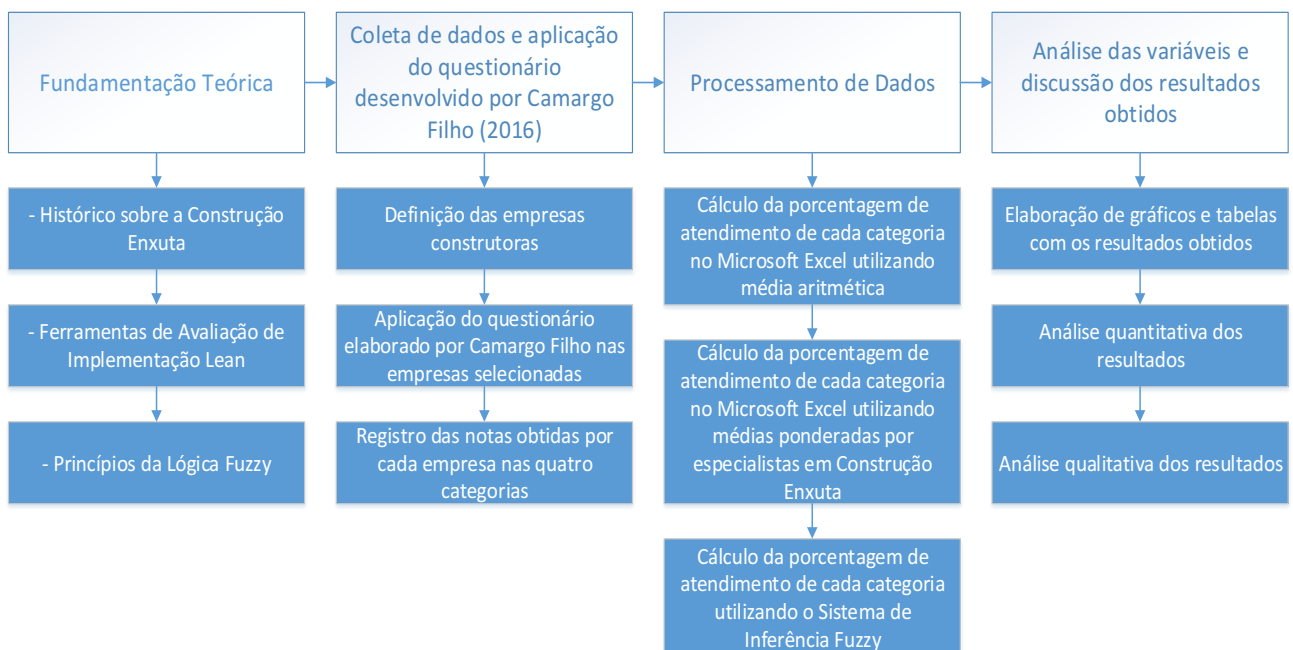 Fundamentação Teórica
Coleta de dados e aplicação
do questionário
desenvolvido por Camargo
Filho (2016)
Processamento de Dados
Análise das variáveis e
discussão dos resultados
obtidos
- Histórico sobre a Construção
Enxuta
- Ferramentas de Avaliação de
Implementação Lean
- Princípios da Lógica Fuzzy
Definição das empresas
construtoras
Aplicação do questionário
elaborado por Camargo Filho nas
empresas selecionadas
Registro das notas obtidas por
cada empresa nas quatro
categorias
Cálculo da porcentagem de
atendimento de cada categoria
no Microsoft Excel utilizando
média aritmética
Cálculo da porcentagem de
atendimento de cada categoria
no Microsoft Excel utilizando
médias ponderadas por
especialistas em Construção
Enxuta
Cálculo da porcentagem de
atendimento de cada categoria
utilizando o Sistema de
Inferência Fuzzy
Elaboração de gráficos e tabelas
com os resultados obtidos
Análise quantitativa dos
resultados
Análise qualitativa dos resultados